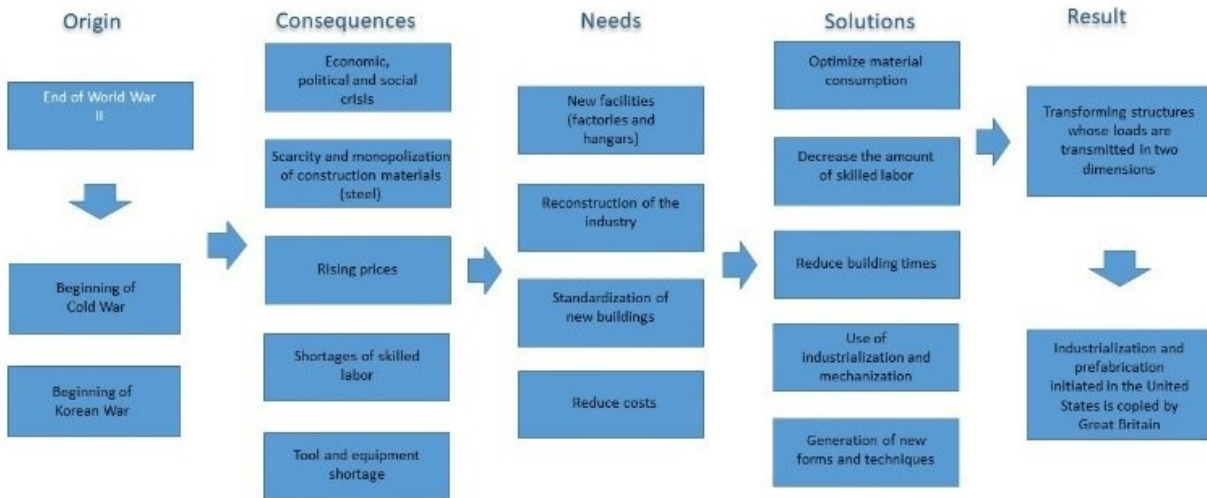 Origin
End of World War
II
Beginning of
Cold War
Beginning of
Korean War
Consequences
Economic,
political and social
crisis
Scarcity and monopolization
of construction materials
(steel)
Rising prices
Shortages of skilled
labor
Tool and equipment
shortage
Needs
New facilities
(factories and
hangars)
Reconstruction of the
industry
Standardization of
new buildings
Reduce costs
Solutions
Optimize material
consumption
Decrease the amount
of skilled labor
Reduce building times
Use of
industrialization and
mechanization
Generation of new
forms and techniques
Result
Transforming structures
whose loads are
transmitted in two
dimensions
Industrialization and
prefabrication
initiated in the United
States is copied by
Great Britain